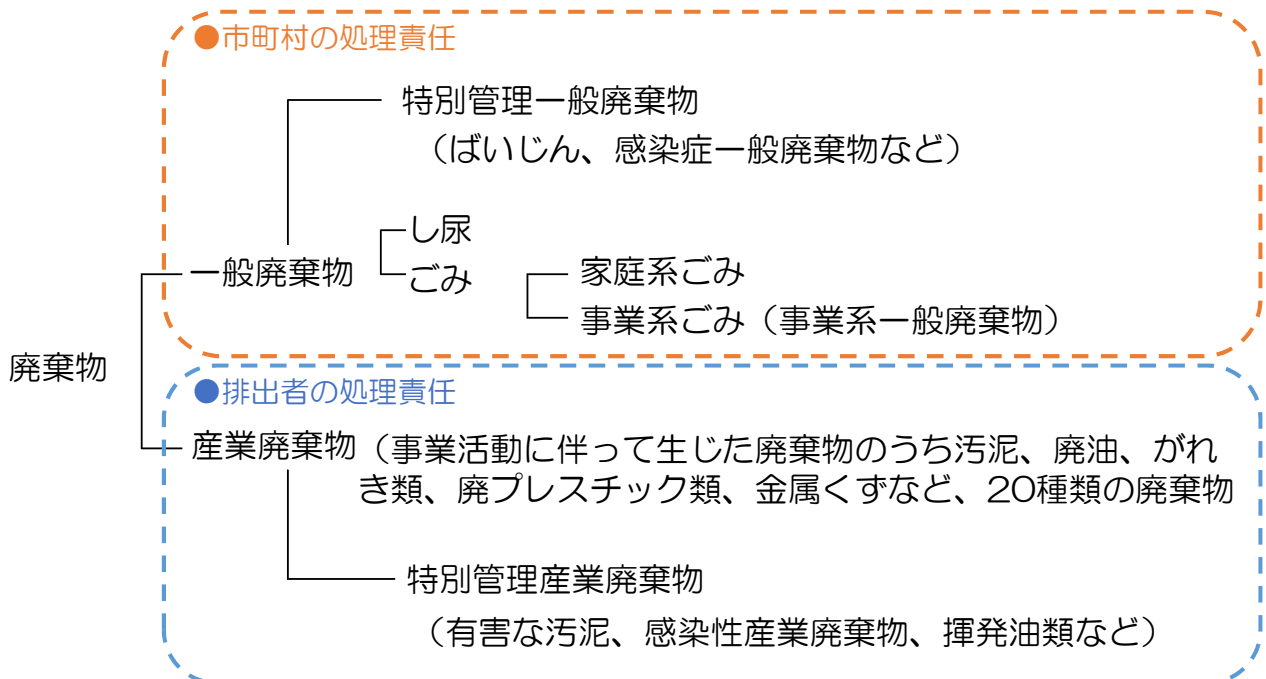 ●市町村の処理責任
特別管理一般廃棄物
（ばいじん、感染症一般廃棄物など）
し尿
一般廃棄物
ごみ
家庭系ごみ
事業系ごみ（事業系一般廃棄物）
廃棄物
●排出者の処理責任
産業廃棄物（事業活動に伴って生じた廃棄物のうち汚泥、廃油、がれ
き類、廃プレスチック類、金属くずなど、20種類の廃棄物
特別管理産業廃棄物
（有害な汚泥、感染性産業廃棄物、揮発油類など）